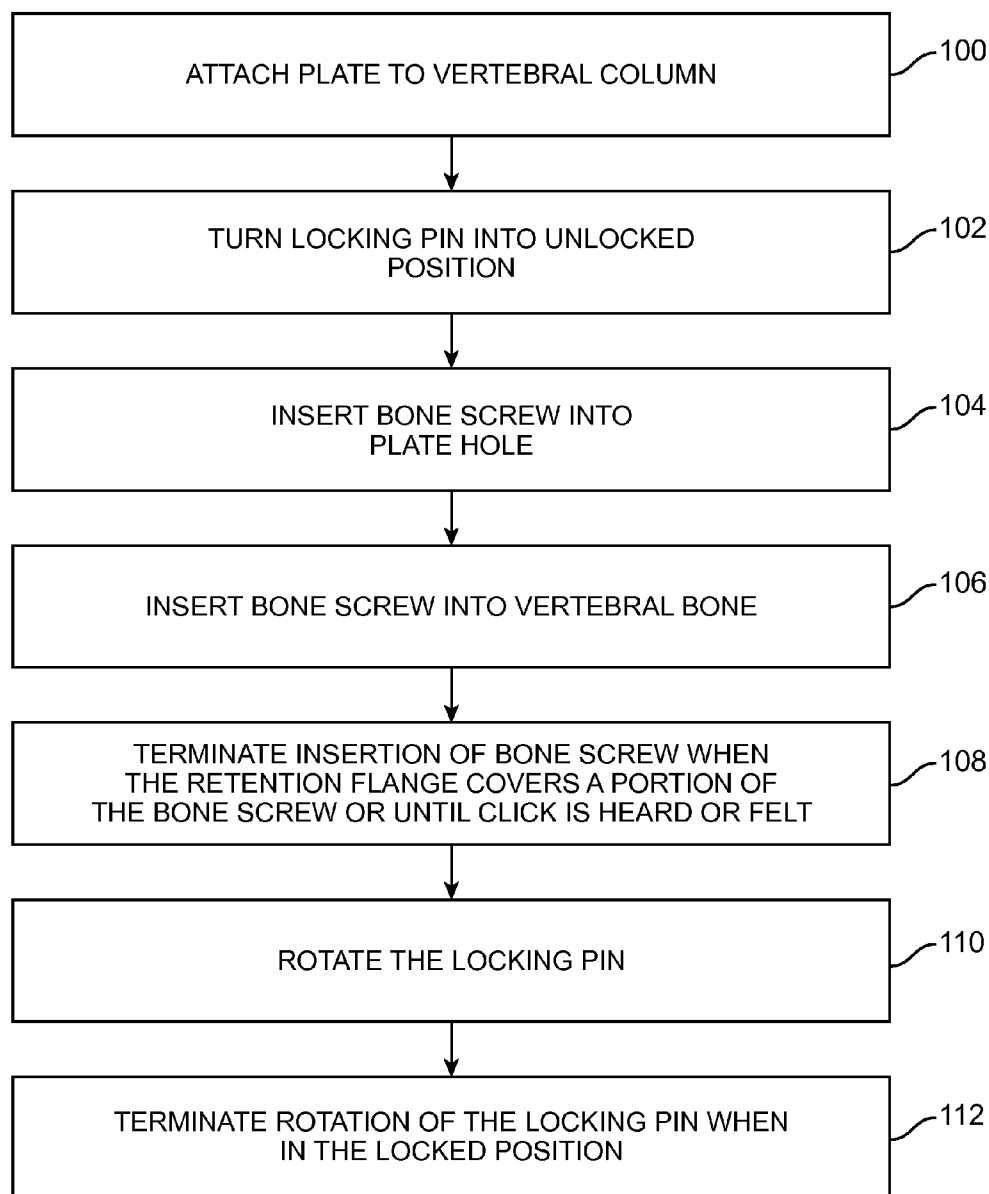 ATTACH PLATE TO VERTEBRAL COLUMN
100
TURN LOCKING PIN INTO UNLOCKED
POSITION
102
INSERT BONE SCREW INTO
PLATE HOLE
104
INSERT BONE SCREW INTO VERTEBRAL BONE
106
TERMINATE INSERTION OF BONE SCREW WHEN
THE RETENTION FLANGE COVERS A PORTION OF
THE BONE SCREW OR UNTIL CLICK IS HEARD OR FELT
108
ROTATE THE LOCKING PIN
110
TERMINATE ROTATION OF THE LOCKING PIN WHEN
IN THE LOCKED POSITION
112